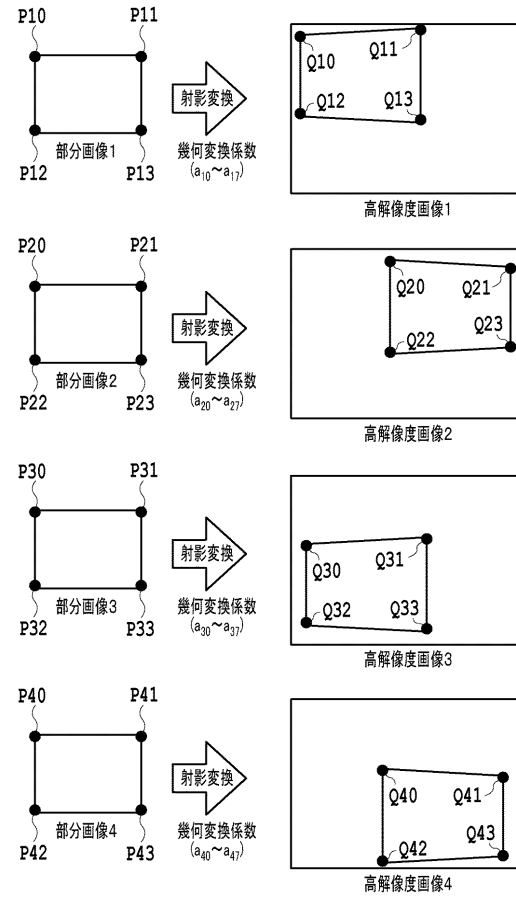 P10 P11
Q10 Q11
射影変換
Q12 Q13
部分画像1
幾何変換係数
P12 P13
(a10～a17)
高解像度画像1
P20 P21
Q20 Q21
射影変換
Q22 Q23
部分画像2
幾何変換係数
P22 P23
(a20～a27)
高解像度画像2
P30 P31
射影変換
Q30 Q31
Q32 Q33
部分画像3
幾何変換係数
P32 P33
(a30～a37)
高解像度画像3
P40 P41
射影変換
Q40 Q41
部分画像4
幾何変換係数
Q42 Q43
P42 P43
(a40～a47)
高解像度画像4